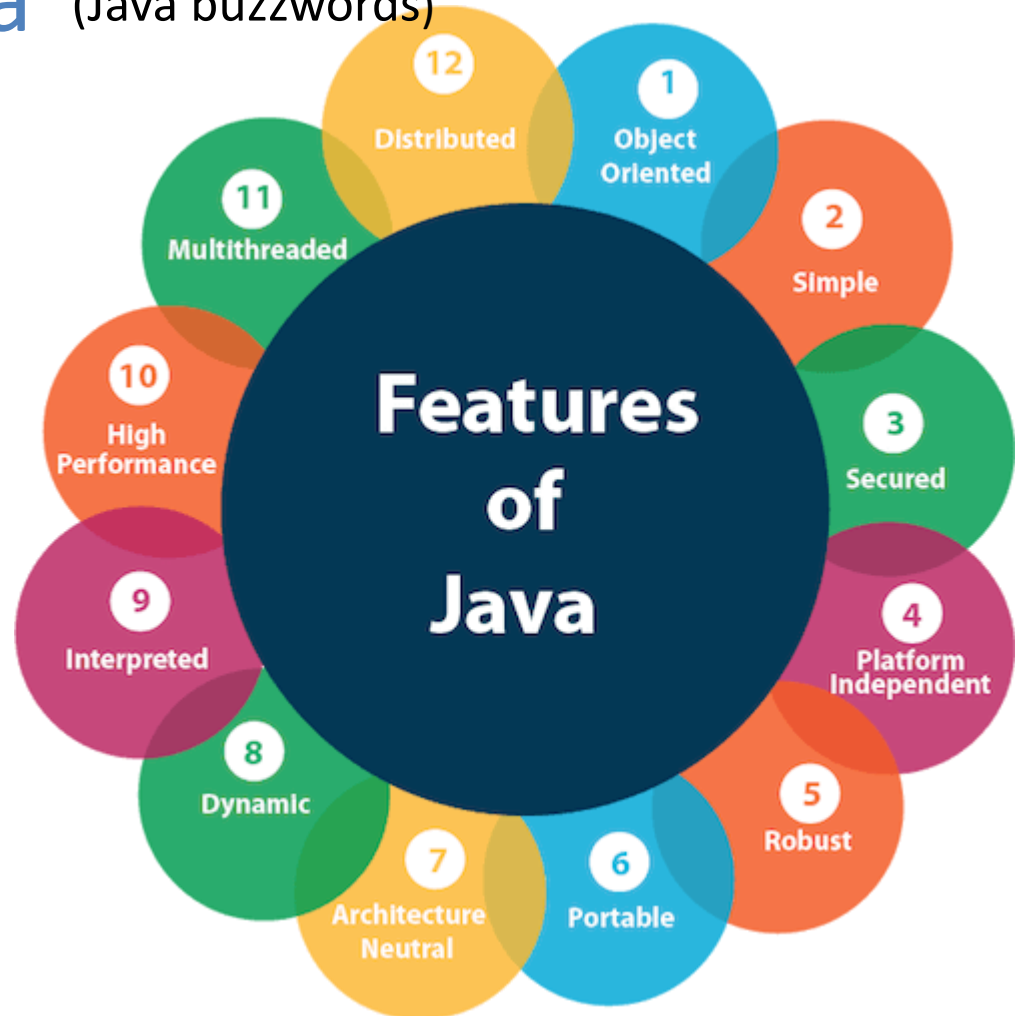 a (Java buzzwords)
12
Distributed
1
Object
Oriented
2
Simple
3
Secured
4
Platform
Independent
5
Robust
6
Portable
7
Architecture
Neutral
8
Dynamic
9
Interpreted
10
High
Performance
11
Multithreaded
Features
of
Java